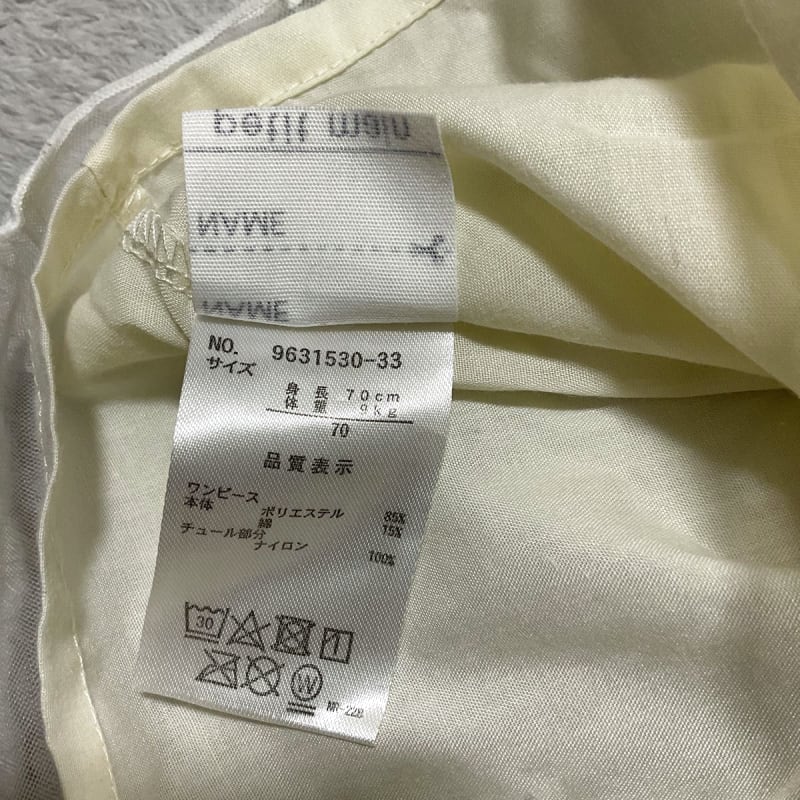 petit main
NAME
NAME
NO. 9631530-33
サイズ
身長 70cm
体重 9kg
70
品質表示
ワンピース
本体 ポリエステル 85%
綿 15%
チュール部分
ナイロン 100%
30
W